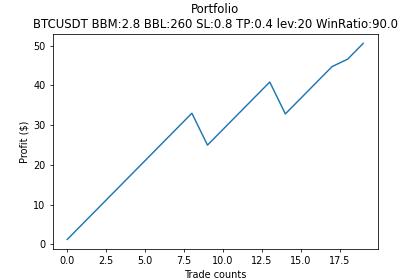 Portfolio
BTCUSDT BBM:2.8 BBL:260 SL:0.8 TP:0.4 lev:20 WinRatio:90.0
50
40
30
20
10
0
Profit ($)
0.0 2.5 5.0 7.5 10.0 12.5 15.0 17.5
Trade counts